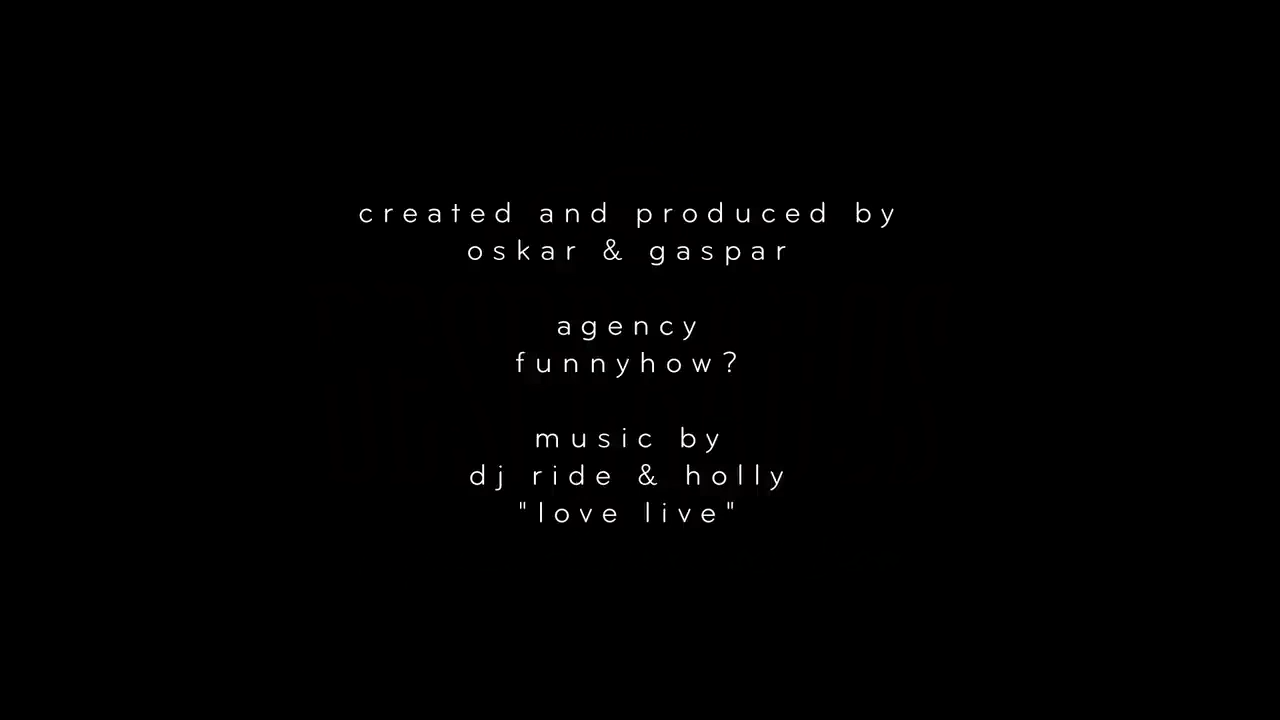 created and produced by
oskar & gaspar
agency
funnyhow?
music by
dj ride & holly
"love live"